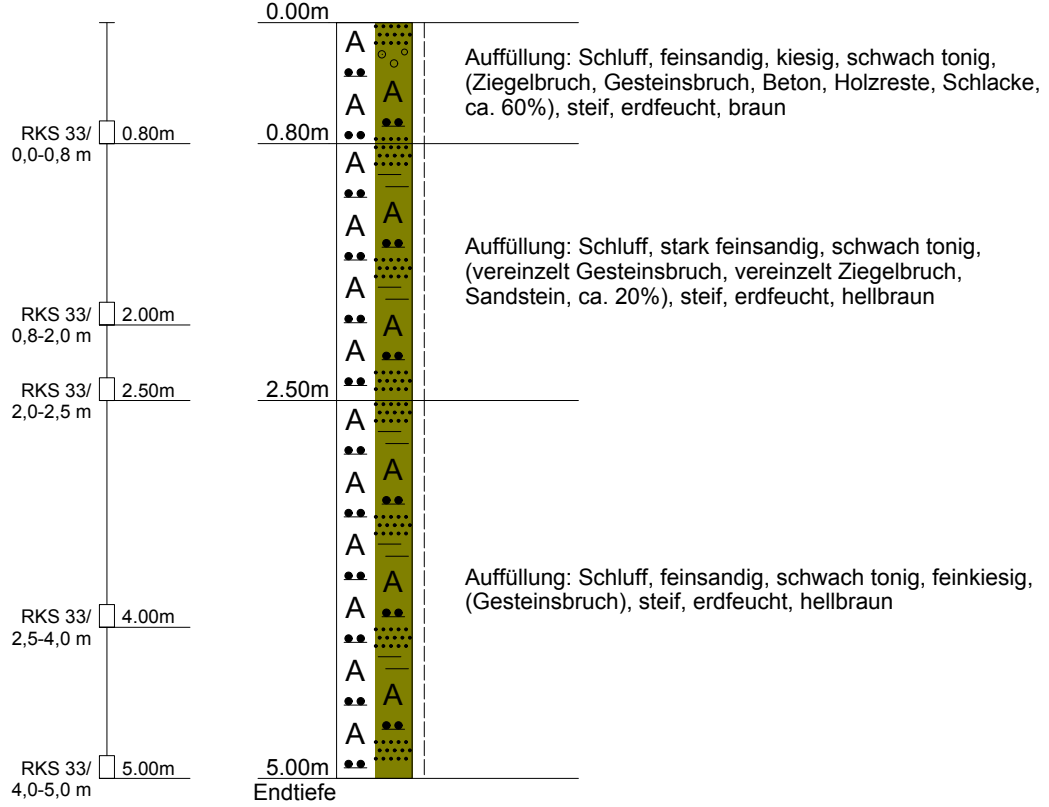 0.00m
A
A
Auffüllung: Schluff, feinsandig, kiesig, schwach tonig,
(Ziegelbruch, Gesteinsbruch, Beton, Holzreste, Schlacke,
ca. 60%), steif, erdfeucht, braun
A
RKS 33/ 0.80m
0,0-0,8 m
0.80m
A
A
A
A
A
A
Auffüllung: Schluff, stark feinsandig, schwach tonig,
(vereinzelt Gesteinsbruch, vereinzelt Ziegelbruch,
Sandstein, ca. 20%), steif, erdfeucht, hellbraun
RKS 33/ 2.00m
0,8-2,0 m
RKS 33/ 2.50m
2,0-2,5 m
2.50m
A
A
A
A
A
A
A
A
A
Auffüllung: Schluff, feinsandig, schwach tonig, feinkiesig,
(Gesteinsbruch), steif, erdfeucht, hellbraun
RKS 33/ 4.00m
2,5-4,0 m
RKS 33/ 5.00m
4,0-5,0 m
5.00m
Endtiefe